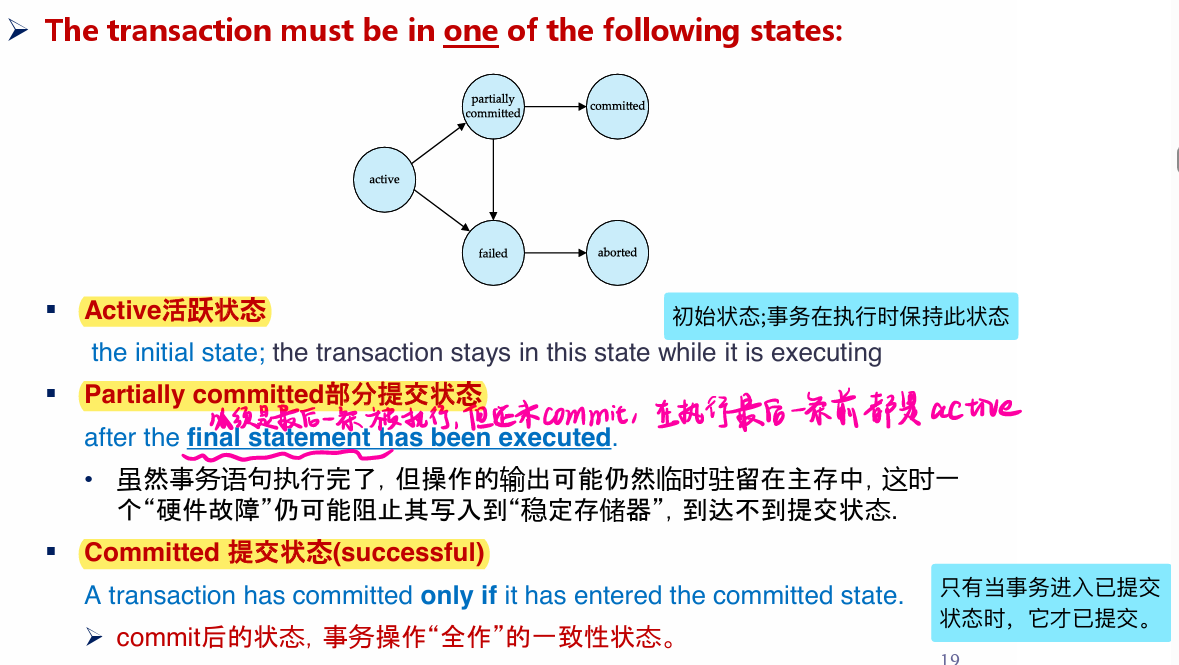 ➢ The transaction must be in one of the following states:
partially
committed
committed
active
failed
aborted
▪ Active活跃状态
初始状态;事务在执行时保持此状态
the initial state; the transaction stays in this state while it is executing
▪ Partially committed部分提交状态
必须是最后一条被执行,但还未commit,在执行最后一条前都是active
after the final statement has been executed.
• 虽然事务语句执行完了, 但操作的输出可能仍然临时驻留在主存中, 这时一
个“硬件故障”仍可能阻止其写入到“稳定存储器”, 到达不到提交状态.
▪ Committed 提交状态(successful)
只有当事务进入已提交
状态时，它才已提交。
A transaction has committed only if it has entered the committed state.
➢ commit后的状态, 事务操作“全作”的一致性状态。
19